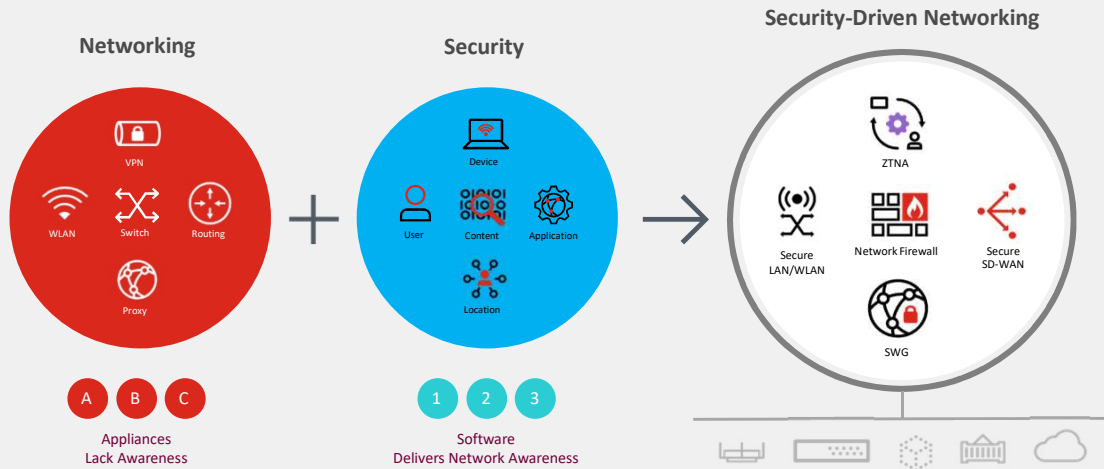 Networking
VPN
WLAN
Switch
Routing
Proxy
A B C
Appliances
Lack Awareness
Security
Device
User
Content
Application
Location
1 2 3
Software
Delivers Network Awareness
Security-Driven Networking
ZTNA
Secure
LAN/WLAN
Network Firewall
Secure
SD-WAN
SWG